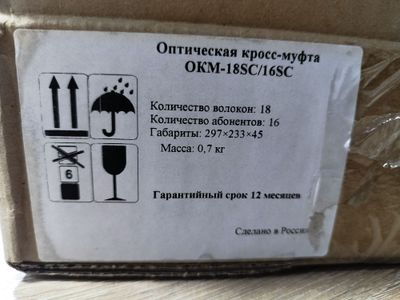 Оптическая кросс-муфта
ОКМ-18SC/16SC
Количество волокон: 18
Количество абонентов: 16
Габариты: 297×233×45
Масса: 0,7 кг
6
Гарантийный срок 12 месяцев
Сделано в России